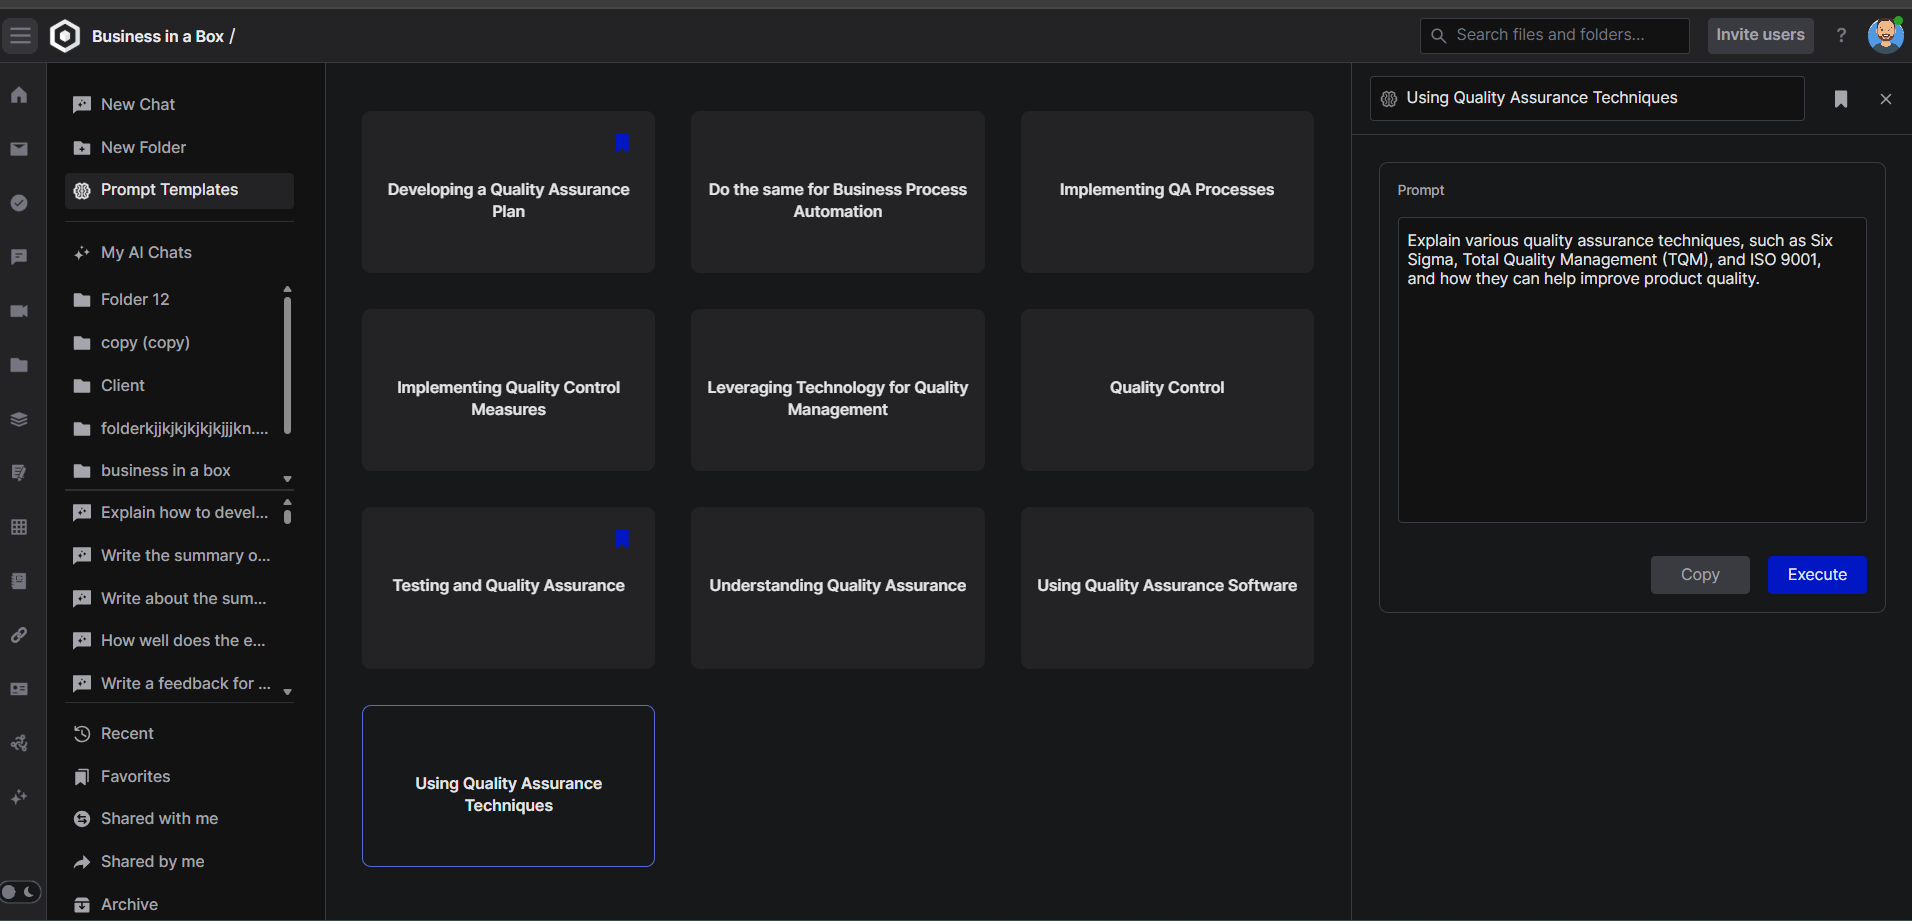 Business in a Box /
Search files and folders...
Invite users
?
New Chat
New Folder
Prompt Templates
My AI Chats
Folder 12
copy (copy)
Client
folderkjjkjkjkjkjkjjjkn....
business in a box
Explain how to devel...
Write the summary o...
Write about the sum...
How well does the e...
Write a feedback for ...
Recent
Favorites
Shared with me
Shared by me
Archive
Developing a Quality Assurance
Plan
Do the same for Business Process
Automation
Implementing QA Processes
Implementing Quality Control
Measures
Leveraging Technology for Quality
Management
Quality Control
Testing and Quality Assurance
Understanding Quality Assurance
Using Quality Assurance Software
Using Quality Assurance
Techniques
Using Quality Assurance Techniques
Prompt
Explain various quality assurance techniques, such as Six
Sigma, Total Quality Management (TQM), and ISO 9001,
and how they can help improve product quality.
Copy
Execute